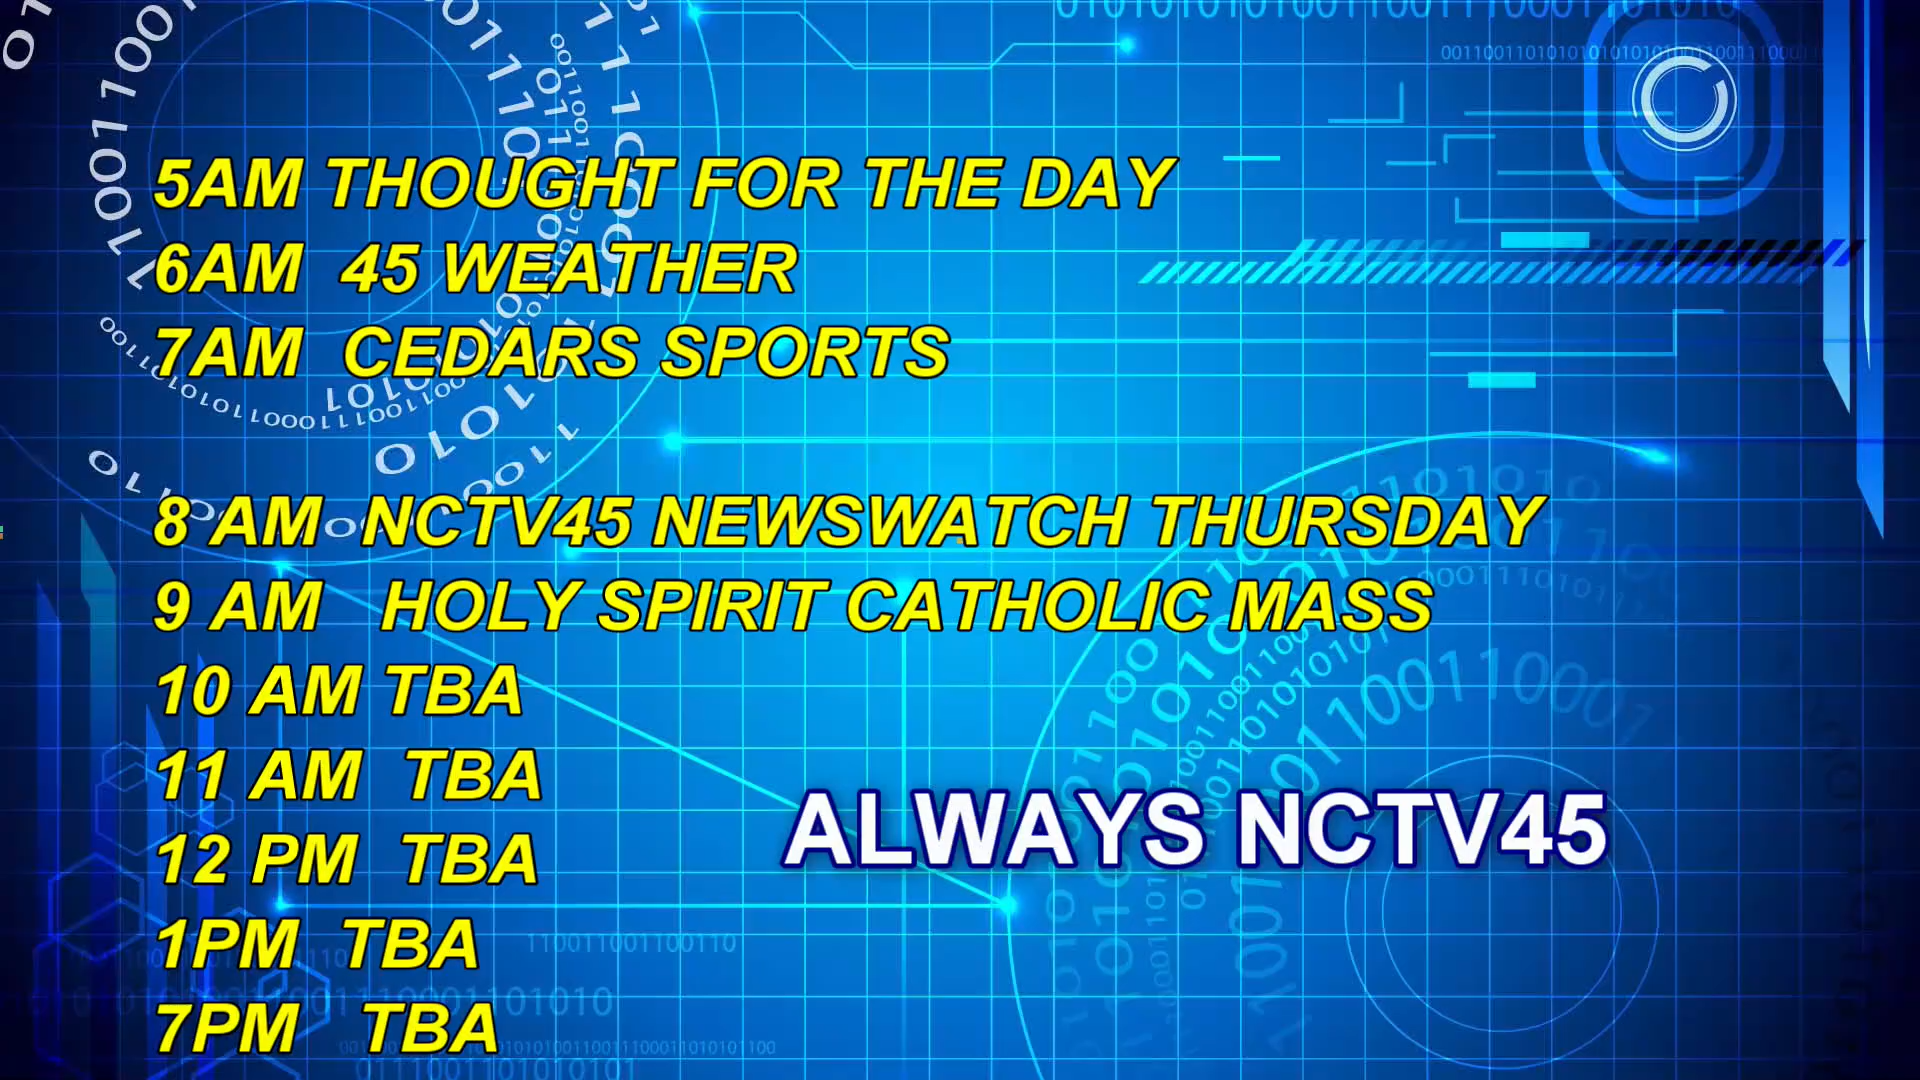 5AM THOUGHT FOR THE DAY
6AM 45 WEATHER
7AM CEDARS SPORTS
8 AM NCTV45 NEWSWATCH THURSDAY
9 AM HOLY SPIRIT CATHOLIC MASS
10 AM TBA
11 AM TBA
12 PM TBA
1PM TBA
7PM TBA
ALWAYS NCTV45